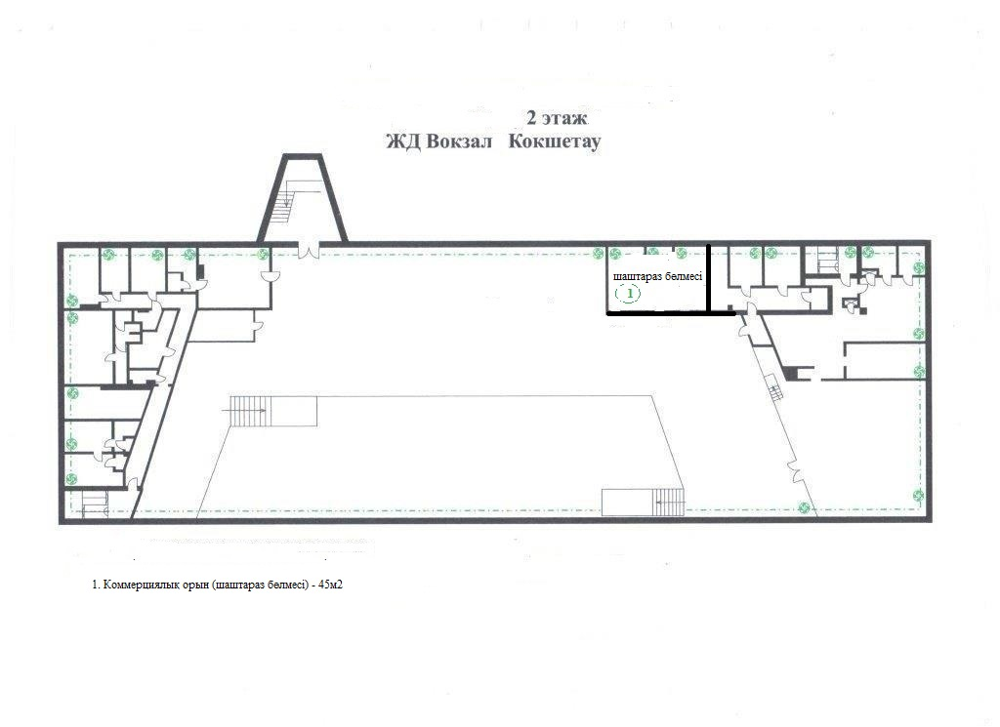 2 этаж
ЖД Вокзал Кокшетау
шаштараз бөлмесі
1
1. Коммерциялық орын (шаштараз бөлмесі) - 45м2